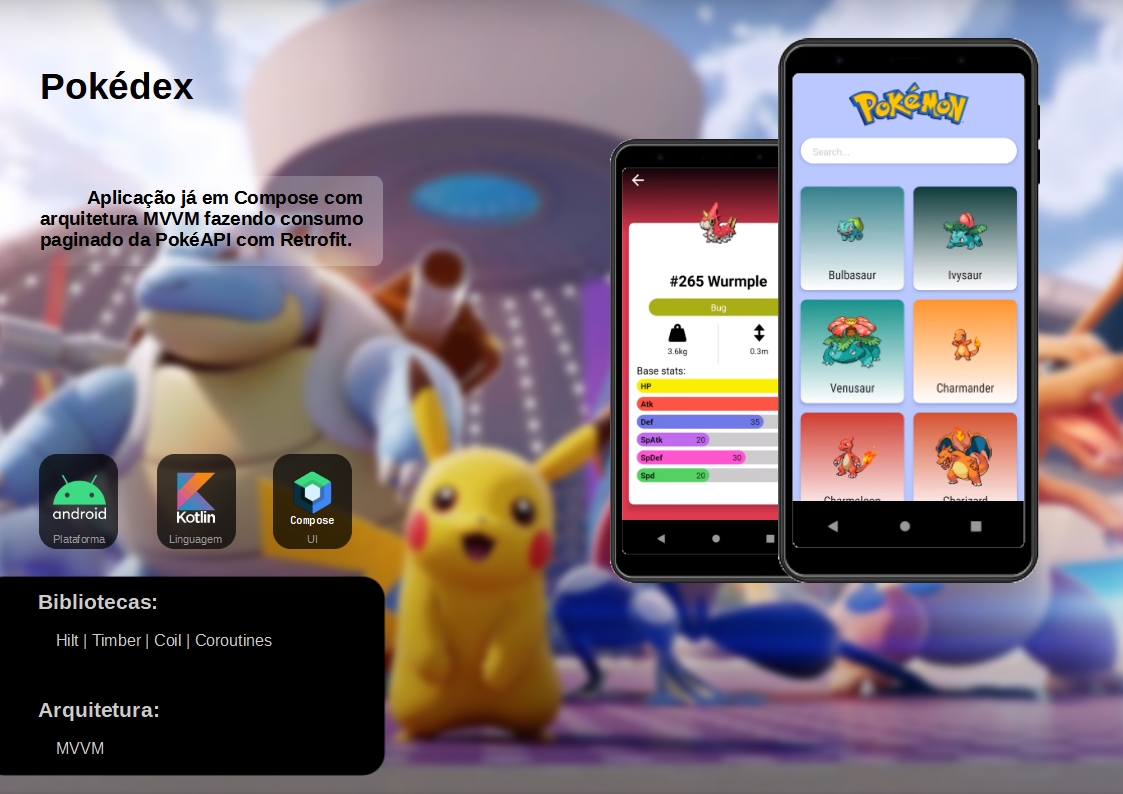 Pokédex
Aplicação já em Compose com
arquitetura MVVM fazendo consumo
paginado da PokéAPI com Retrofit.
android
Plataforma
Kotlin
Linguagem
Compose
UI
Bibliotecas:
Hilt | Timber | Coil | Coroutines
Arquitetura:
MVVM
#265 Wurmple
Bug
3.6kg
0.3m
Base stats:
HP
Atk
Def 35
SpAtk 20
SpDef 30
Spd 20
POKÉMON
Search...
Bulbasaur
Ivysaur
Venusaur
Charmander
Charmeleon
Charizard